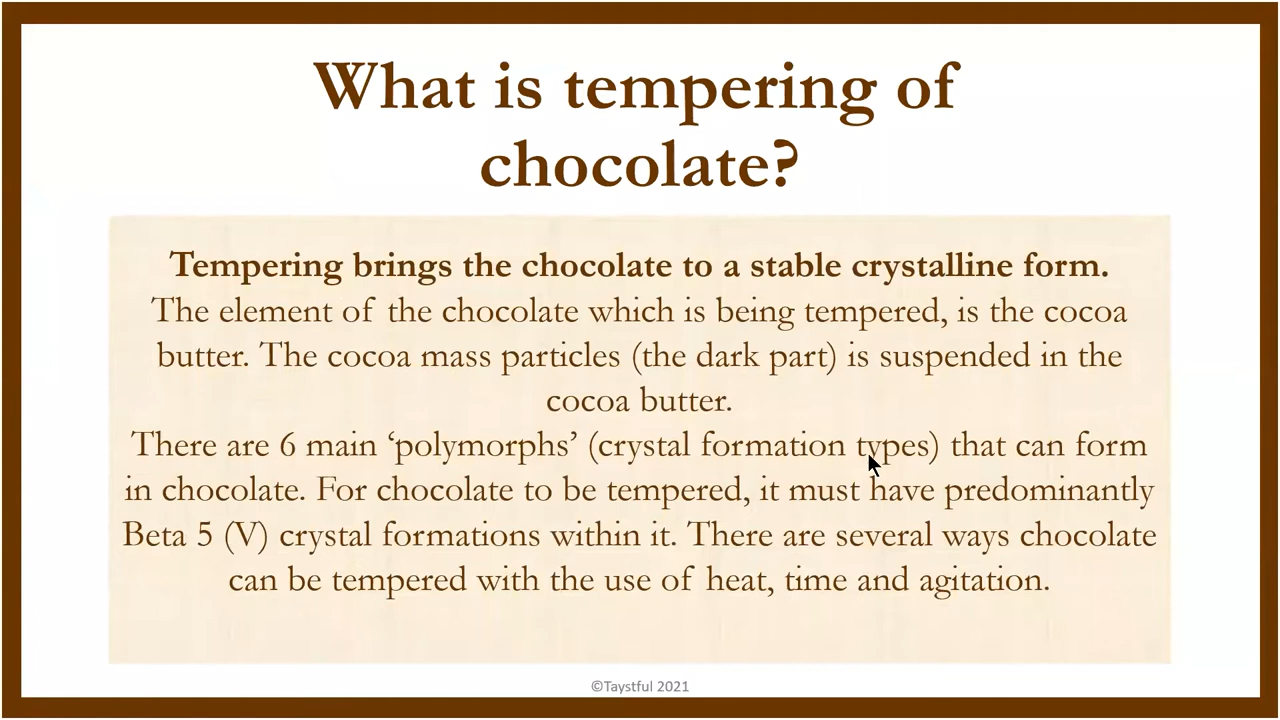 What is tempering of
chocolate?
Tempering brings the chocolate to a stable crystalline form.
The element of the chocolate which is being tempered, is the cocoa
butter. The cocoa mass particles (the dark part) is suspended in the
cocoa butter.
There are 6 main ‘polymorphs’ (crystal formation types) that can form
in chocolate. For chocolate to be tempered, it must have predominantly
Beta 5 (V) crystal formations within it. There are several ways chocolate
can be tempered with the use of heat, time and agitation.
©Taystful 2021